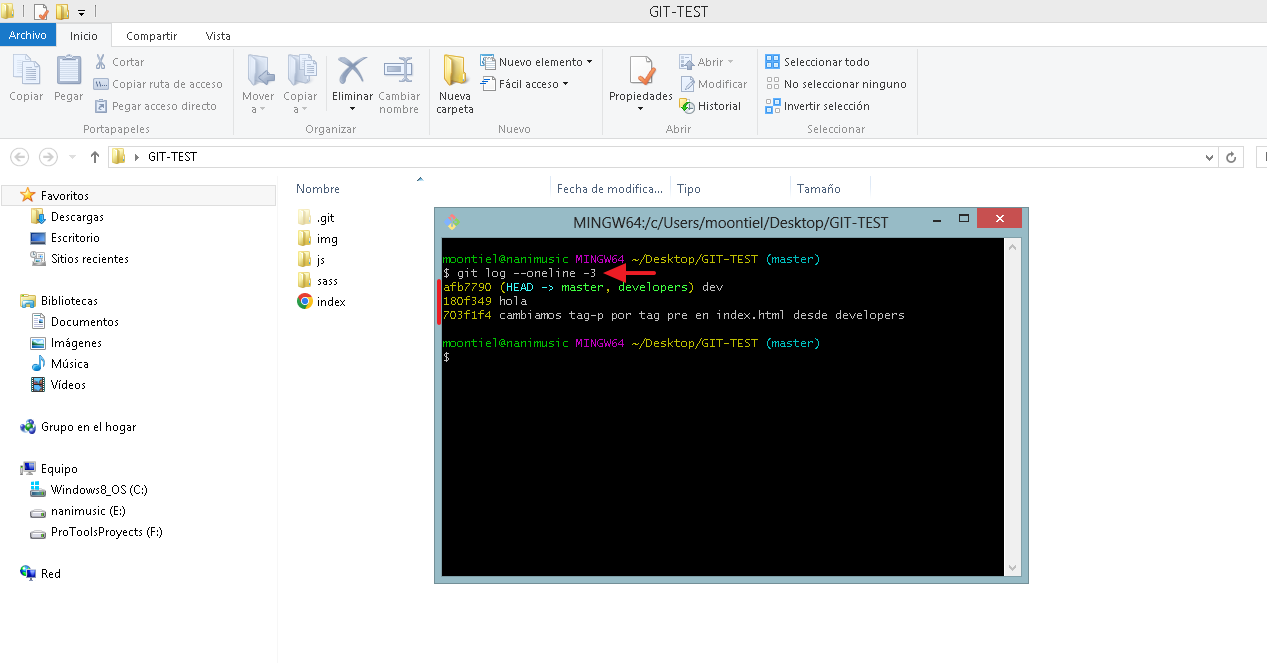 GIT-TEST
Archivo Inicio Compartir Vista
Copiar
Pegar
Cortar
Copiar ruta de acceso
Pegar acceso directo
Portapapeles
Mover a
Copiar a
Eliminar
Cambiar nombre
Organizar
Nueva carpeta
Nuevo elemento
Fácil acceso
Nuevo
Propiedades
Abrir
Modificar
Historial
Abrir
Seleccionar todo
No seleccionar ninguno
Invertir selección
Seleccionar
GIT-TEST
Favoritos
Descargas
Escritorio
Sitios recientes
Bibliotecas
Documentos
Imágenes
Música
Vídeos
Grupo en el hogar
Equipo
Windows8_OS (C:)
nanimusic (E:)
ProToolsProyects (F:)
Red
Nombre Fecha de modifica... Tipo Tamaño
.git
img
js
sass
index
MINGW64:/c/Users/moontiel/Desktop/GIT-TEST
moontiel@nanimusic MINGW64 ~/Desktop/GIT-TEST (master)
$ git log --oneline -3
afb7790 (HEAD -> master, developers) dev
180f349 hola
703f1f4 cambiamos tag-p por tag pre en index.html desde developers
moontiel@nanimusic MINGW64 ~/Desktop/GIT-TEST (master)
$